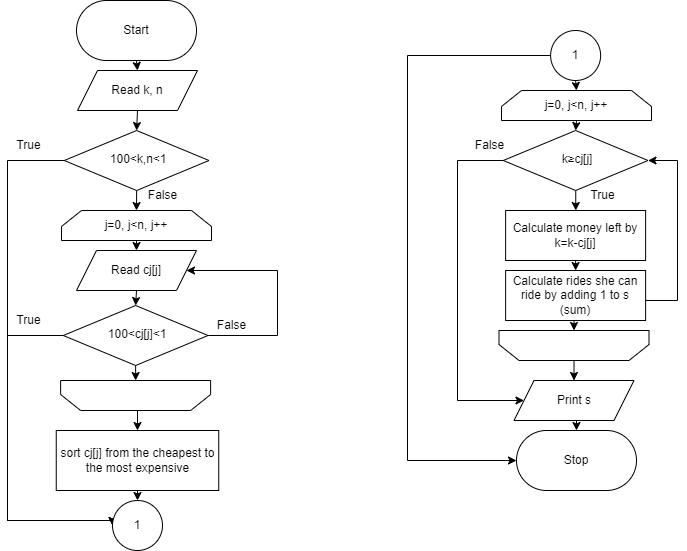 Start
Read k, n
True
100<k,n<1
False
j=0, j<n, j++
Read cj[j]
True
100<cj[j]<1
False
sort cj[j] from the cheapest to
the most expensive
1
1
j=0, j<n, j++
False
k≥cj[j]
True
Calculate money left by
k=k-cj[j]
Calculate rides she can
ride by adding 1 to s
(sum)
Print s
Stop